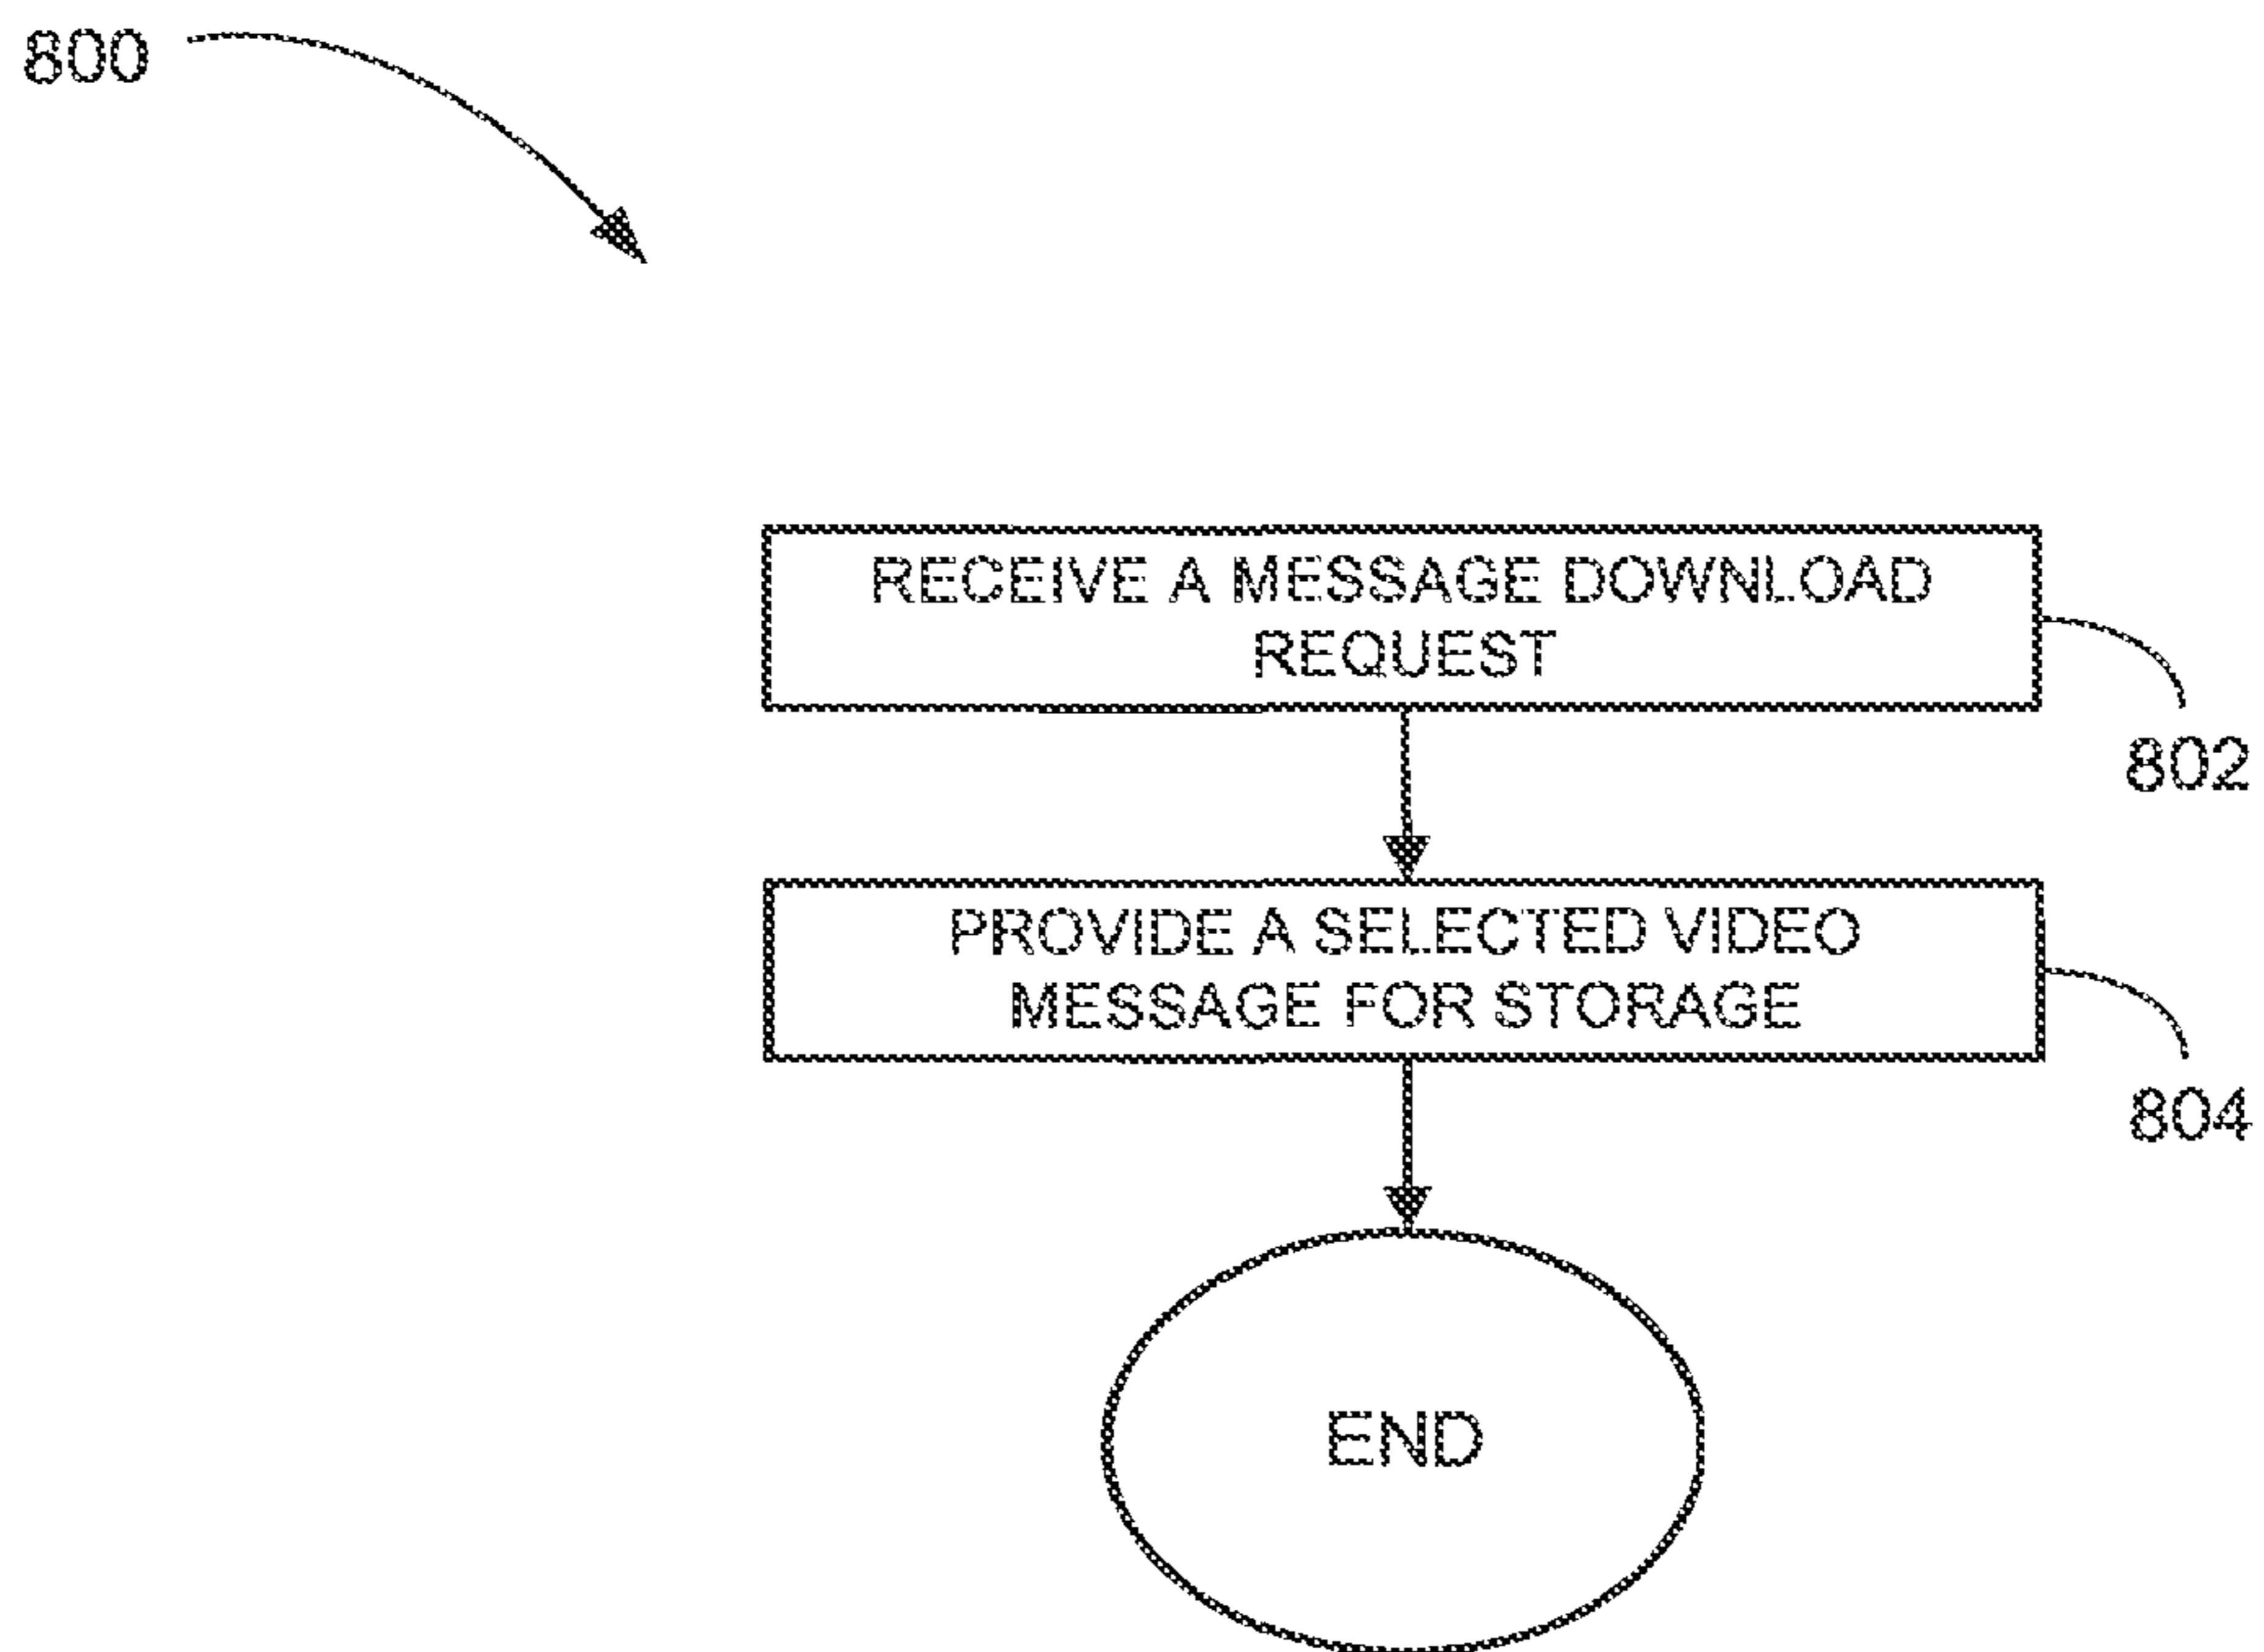 800
RECEIVE A MESSAGE DOWNLOAD
REQUEST
802
PROVIDE A SELECTED VIDEO
MESSAGE FOR STORAGE
804
END